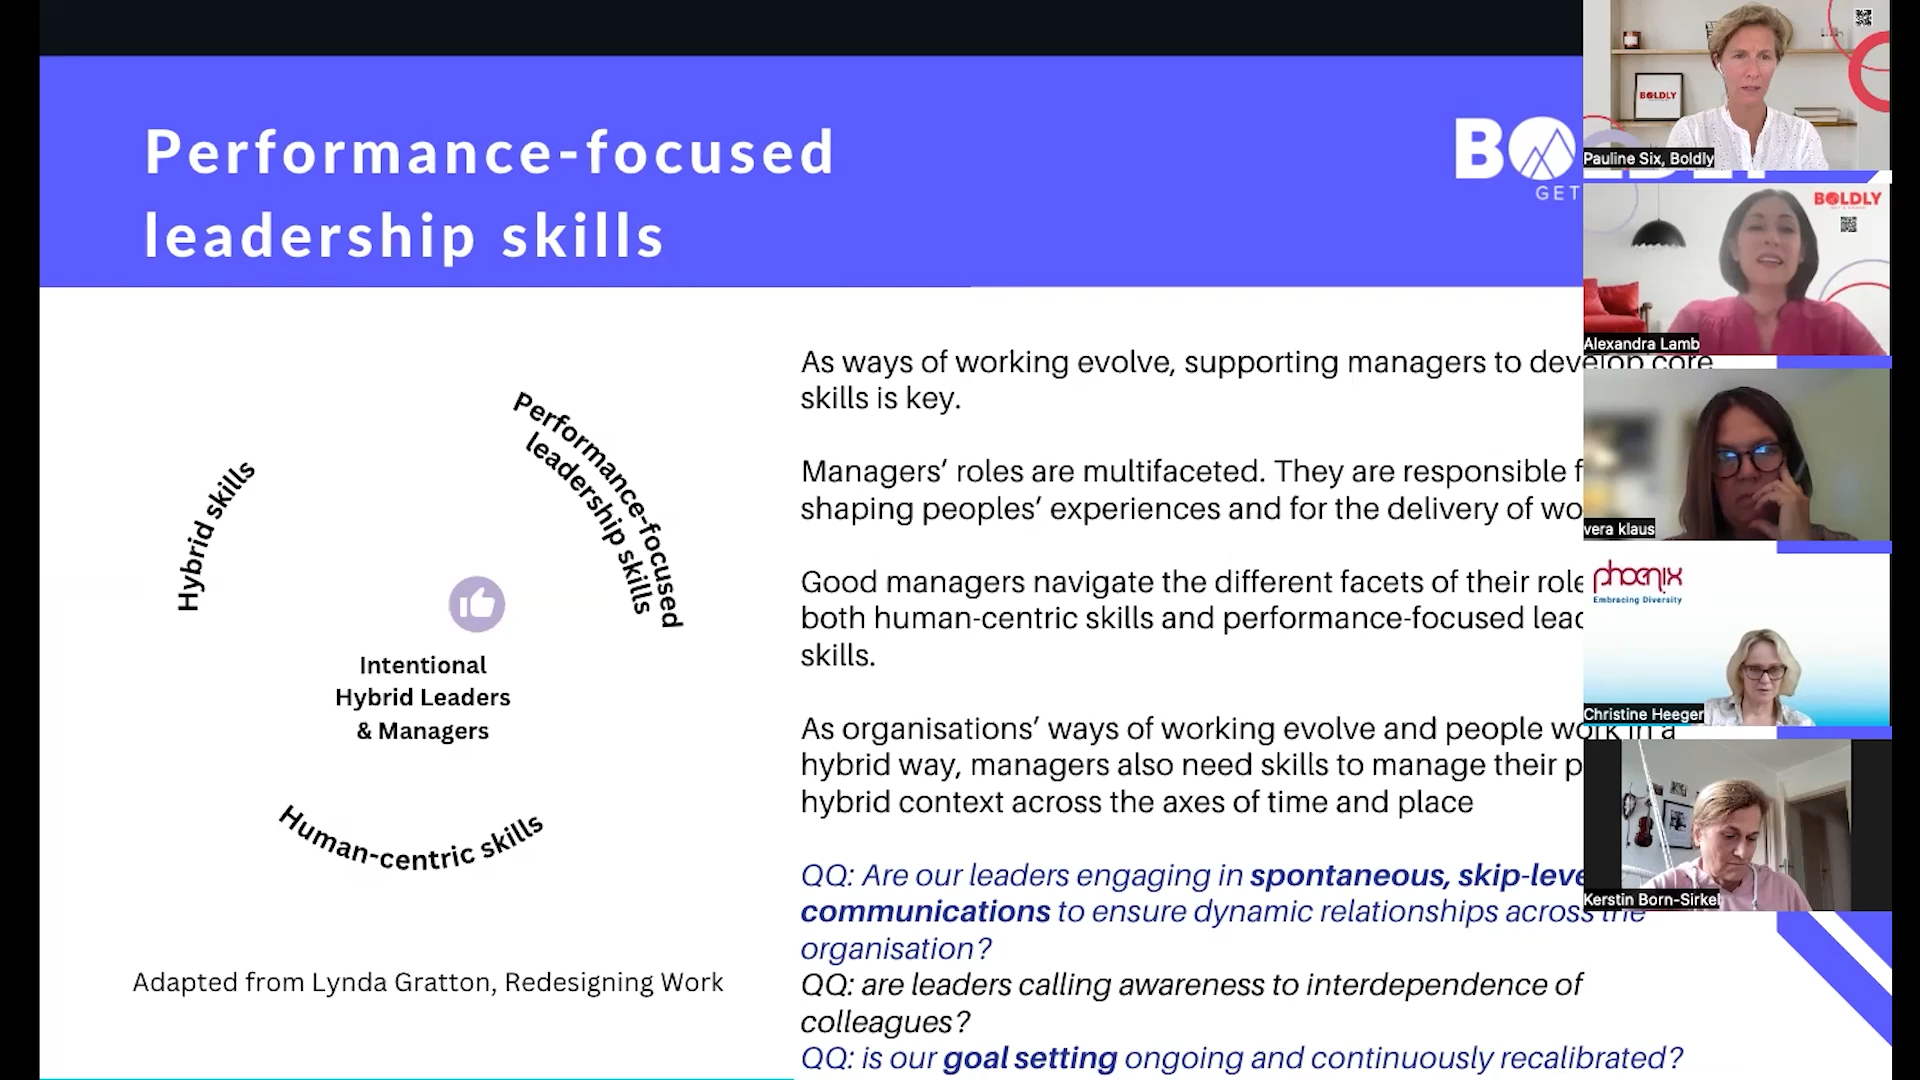 Performance-focused
leadership skills
GET
Hybrid skills
Performance-focused
leadership skills
Intentional
Hybrid Leaders
& Managers
Human-centric skills
Adapted from Lynda Gratton, Redesigning Work
As ways of working evolve, supporting managers to develop core
skills is key.
Managers' roles are multifaceted. They are responsible
shaping peoples' experiences and for the delivery of
Good managers navigate the different facets of their role
both human-centric skills and performance-focused
skills.
As organisations' ways of working evolve and people work in a
hybrid way, managers also need skills to manage their
hybrid context across the axes of time and place
QQ: Are our leaders engaging in spontaneous,
communications to ensure dynamic relationships across the
organisation?
QQ: are leaders calling awareness to interdependence of
colleagues?
QQ: is our goal setting ongoing and continuously recalibrated?
BOLDLY
Pauline Six, Boldly
BOLDLY
Alexandra Lamb
vera klaus
phoenix
Embracing Diversity
Christine Heeger
Kerstin Born-Sirkel